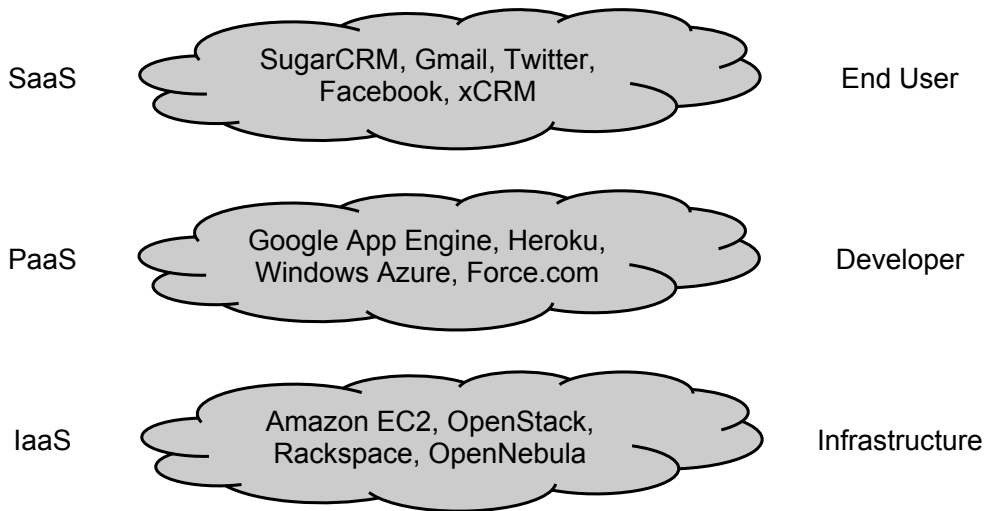 SaaS
SugarCRM, Gmail, Twitter,
Facebook, xCRM
End User
PaaS
Google App Engine, Heroku,
Windows Azure, Force.com
Developer
IaaS
Amazon EC2, OpenStack,
Rackspace, OpenNebula
Infrastructure